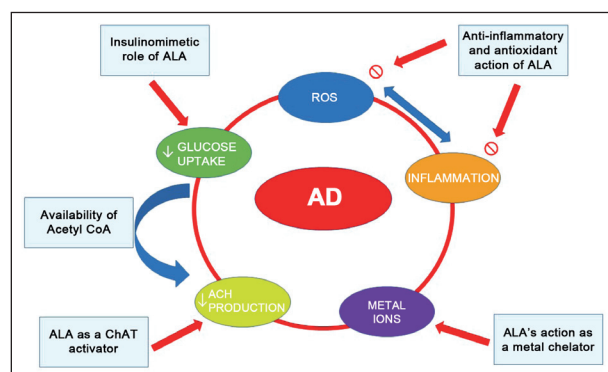 Insulinomimetic
role of ALA
Anti-inflammatory
and antioxidant
action of ALA
ROS
↓ GLUCOSE
UPTAKE
INFLAMMATION
AD
Availability of
Acetyl CoA
↓ ACH
PRODUCTION
METAL
IONS
ALA as a ChAT
activator
ALA's action as
a metal chelator